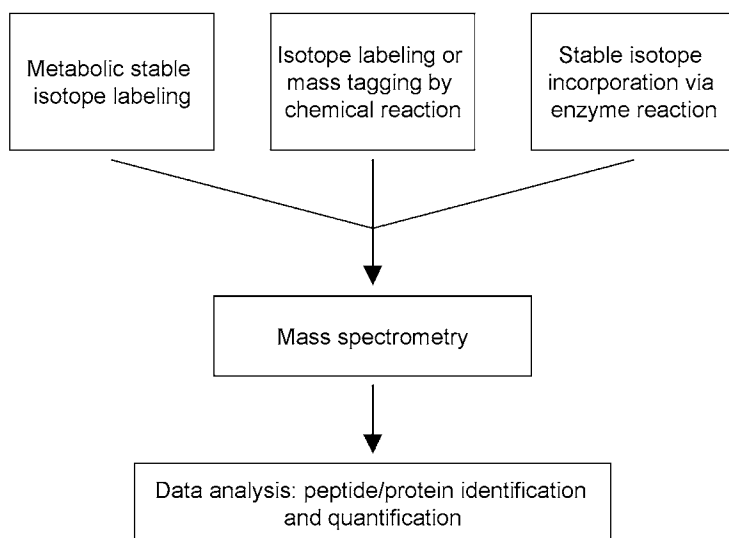 Metabolic stable
isotope labeling
Isotope labeling or
mass tagging by
chemical reaction
Stable isotope
incorporation via
enzyme reaction
Mass spectrometry
Data analysis: peptide/protein identification
and quantification